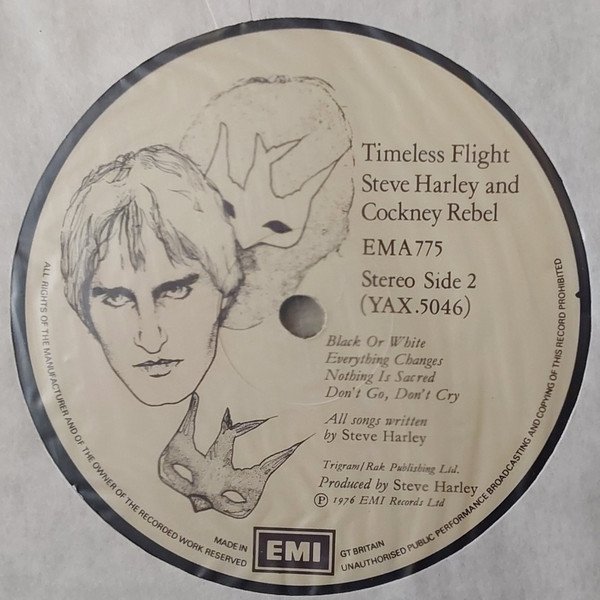 Timeless Flight
Steve Harley and
Cockney Rebel
EMA 775
Stereo Side 2
(YAX.5046)
Black Or White
Everything Changes
Nothing Is Sacred
Don't Go, Don't Cry
All songs written
by Steve Harley
Trigram/Rak Publishing Ltd.
Produced by Steve Harley
Ⓟ 1976 EMI Records Ltd
ALL RIGHTS OF THE MANUFACTURER AND OF THE OWNER OF THE RECORDED WORK RESERVED
UNAUTHORISED PUBLIC PERFORMANCE BROADCASTING AND COPYING OF THIS RECORD PROHIBITED
MADE IN
EMI
GT BRITAIN